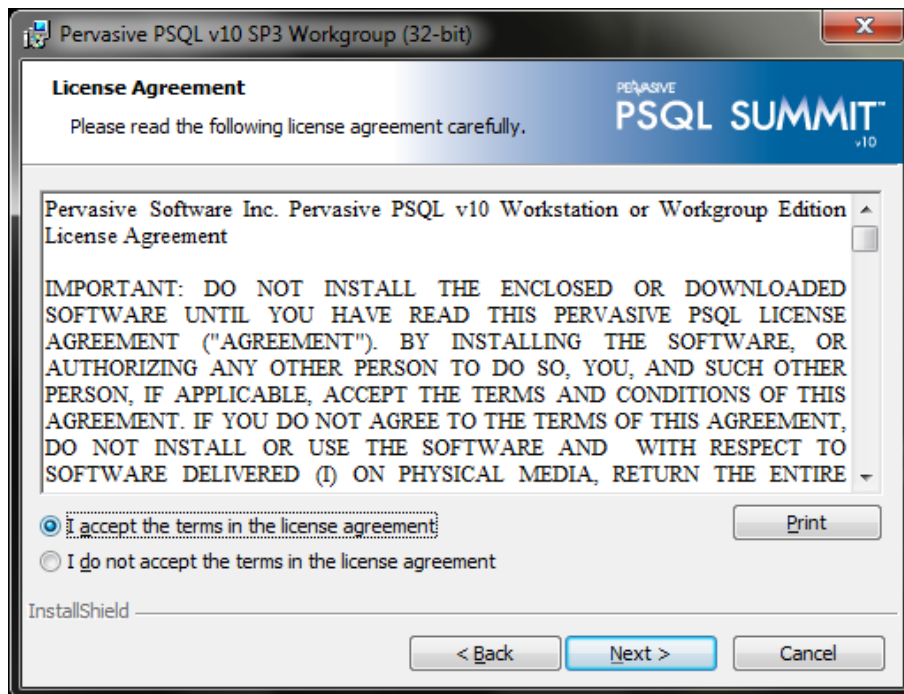 Pervasive PSQL v10 SP3 Workgroup (32-bit)
License Agreement
Please read the following license agreement carefully.
PERVASIVE
PSQL SUMMIT™
v10
Pervasive Software Inc. Pervasive PSQL v10 Workstation or Workgroup Edition
License Agreement
IMPORTANT: DO NOT INSTALL THE ENCLOSED OR DOWNLOADED
SOFTWARE UNTIL YOU HAVE READ THIS PERVASIVE PSQL LICENSE
AGREEMENT ("AGREEMENT"). BY INSTALLING THE SOFTWARE, OR
AUTHORIZING ANY OTHER PERSON TO DO SO, YOU, AND SUCH OTHER
PERSON, IF APPLICABLE, ACCEPT THE TERMS AND CONDITIONS OF THIS
AGREEMENT. IF YOU DO NOT AGREE TO THE TERMS OF THIS AGREEMENT,
DO NOT INSTALL OR USE THE SOFTWARE AND WITH RESPECT TO
SOFTWARE DELIVERED (I) ON PHYSICAL MEDIA, RETURN THE ENTIRE
I accept the terms in the license agreement
Print
I do not accept the terms in the license agreement
InstallShield
< Back
Next >
Cancel